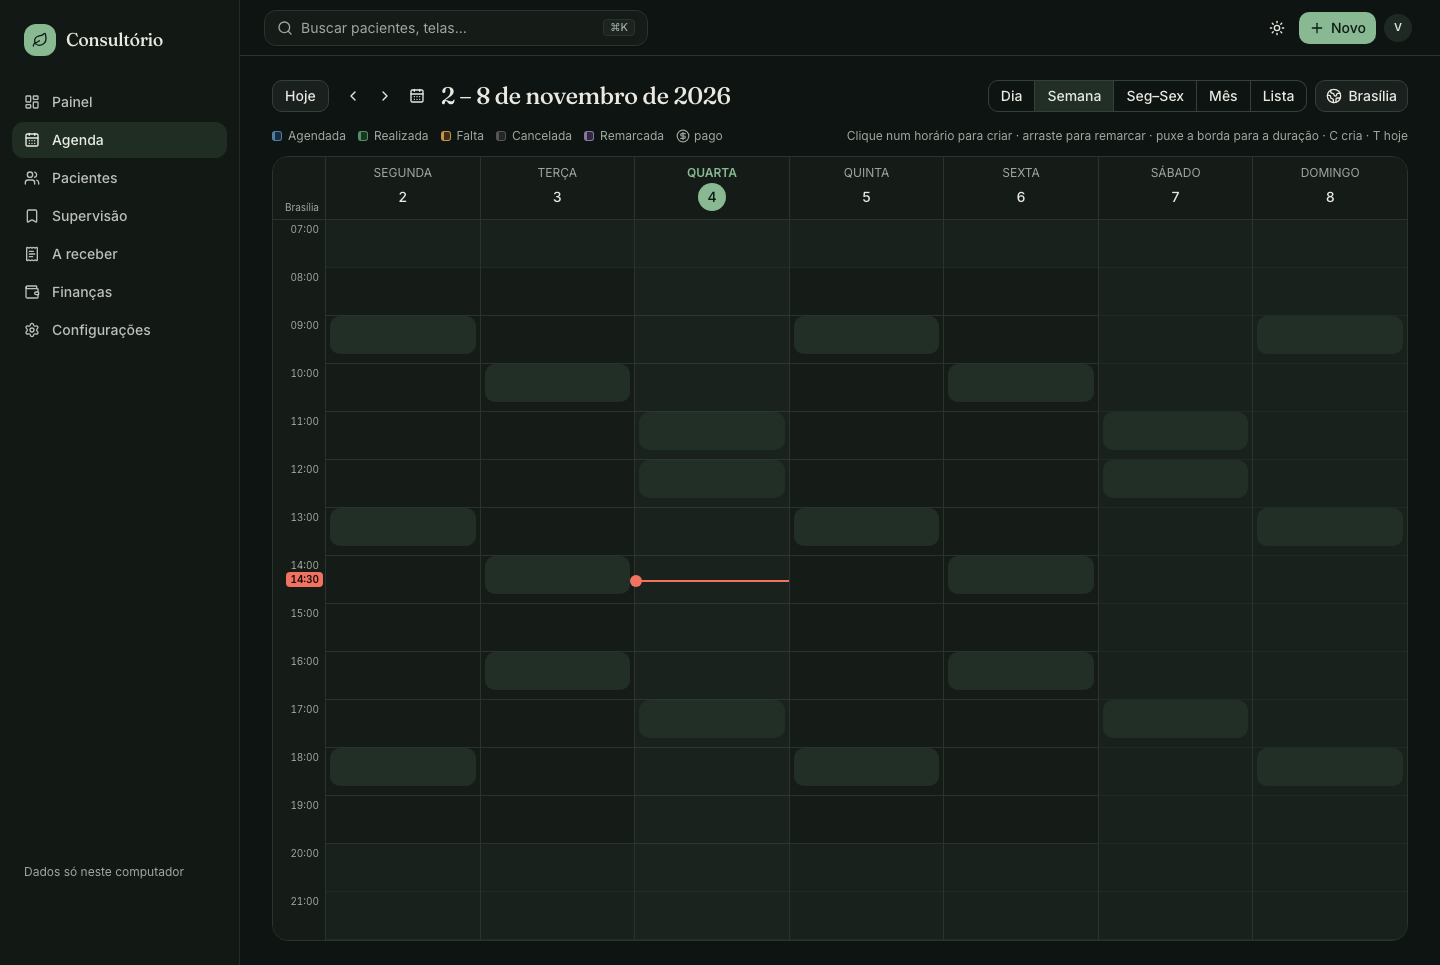 Consultório
Painel
Agenda
Pacientes
Supervisão
A receber
Finanças
Configurações
Dados só neste computador
Buscar pacientes, telas...
⌘K
Novo
V
Hoje
2 – 8 de novembro de 2026
Dia
Semana
Seg–Sex
Mês
Lista
Brasília
Agendada
Realizada
Falta
Cancelada
Remarcada
pago
Clique num horário para criar · arraste para remarcar · puxe a borda para a duração · C cria · T hoje
Brasília
SEGUNDA
2
TERÇA
3
QUARTA
4
QUINTA
5
SEXTA
6
SÁBADO
7
DOMINGO
8
07:00
08:00
09:00
10:00
11:00
12:00
13:00
14:00
14:30
15:00
16:00
17:00
18:00
19:00
20:00
21:00